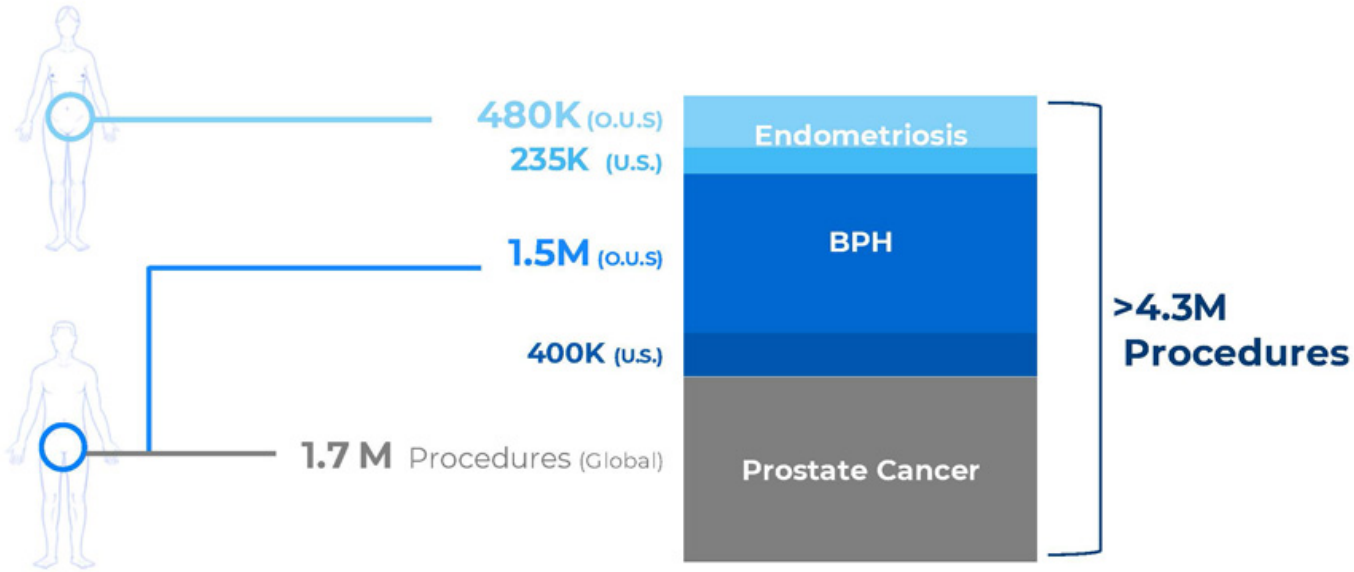 480K (O.U.S)
Endometriosis
235K (U.S.)
BPH
1.5M (O.U.S)
>4.3M
Procedures
400K (U.S.)
1.7 M Procedures (Global)
Prostate Cancer